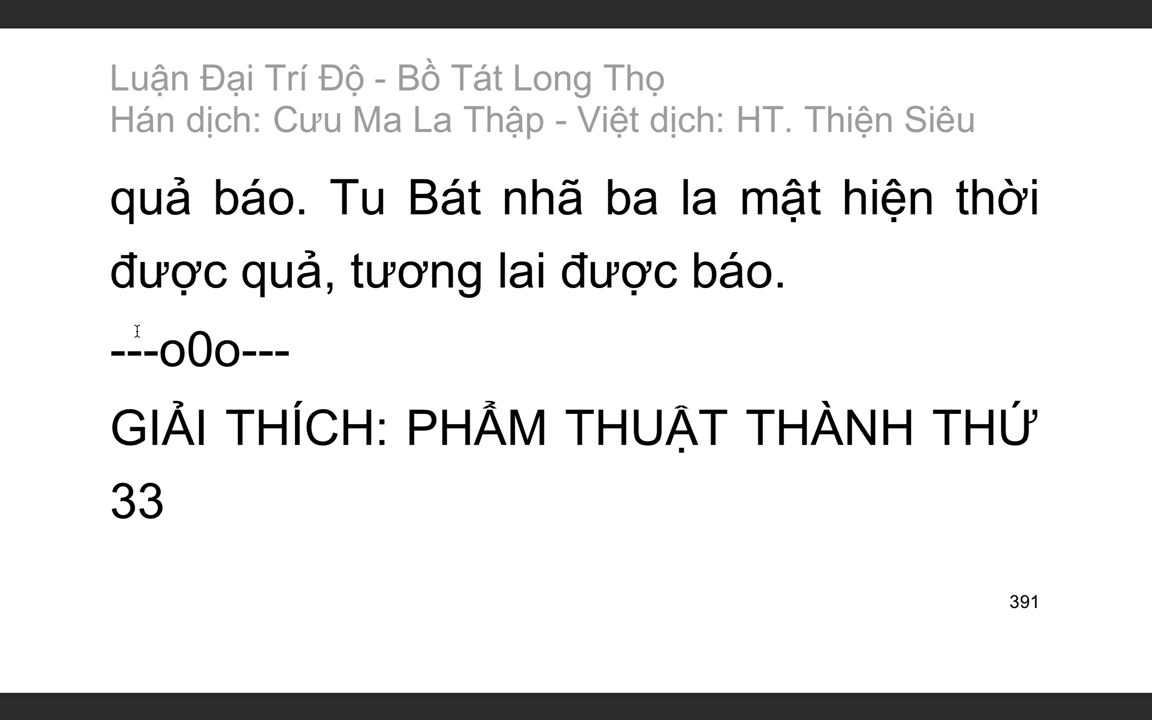 Luận Đại Trí Độ - Bồ Tát Long Thọ
Hán dịch: Cưu Ma La Thập - Việt dịch: HT. Thiện Siêu
quả báo. Tu Bát nhã ba la mật hiện thời
được quả, tương lai được báo.
---o0o---
GIẢI THÍCH: PHẨM THUẬT THÀNH THỨ
33
391